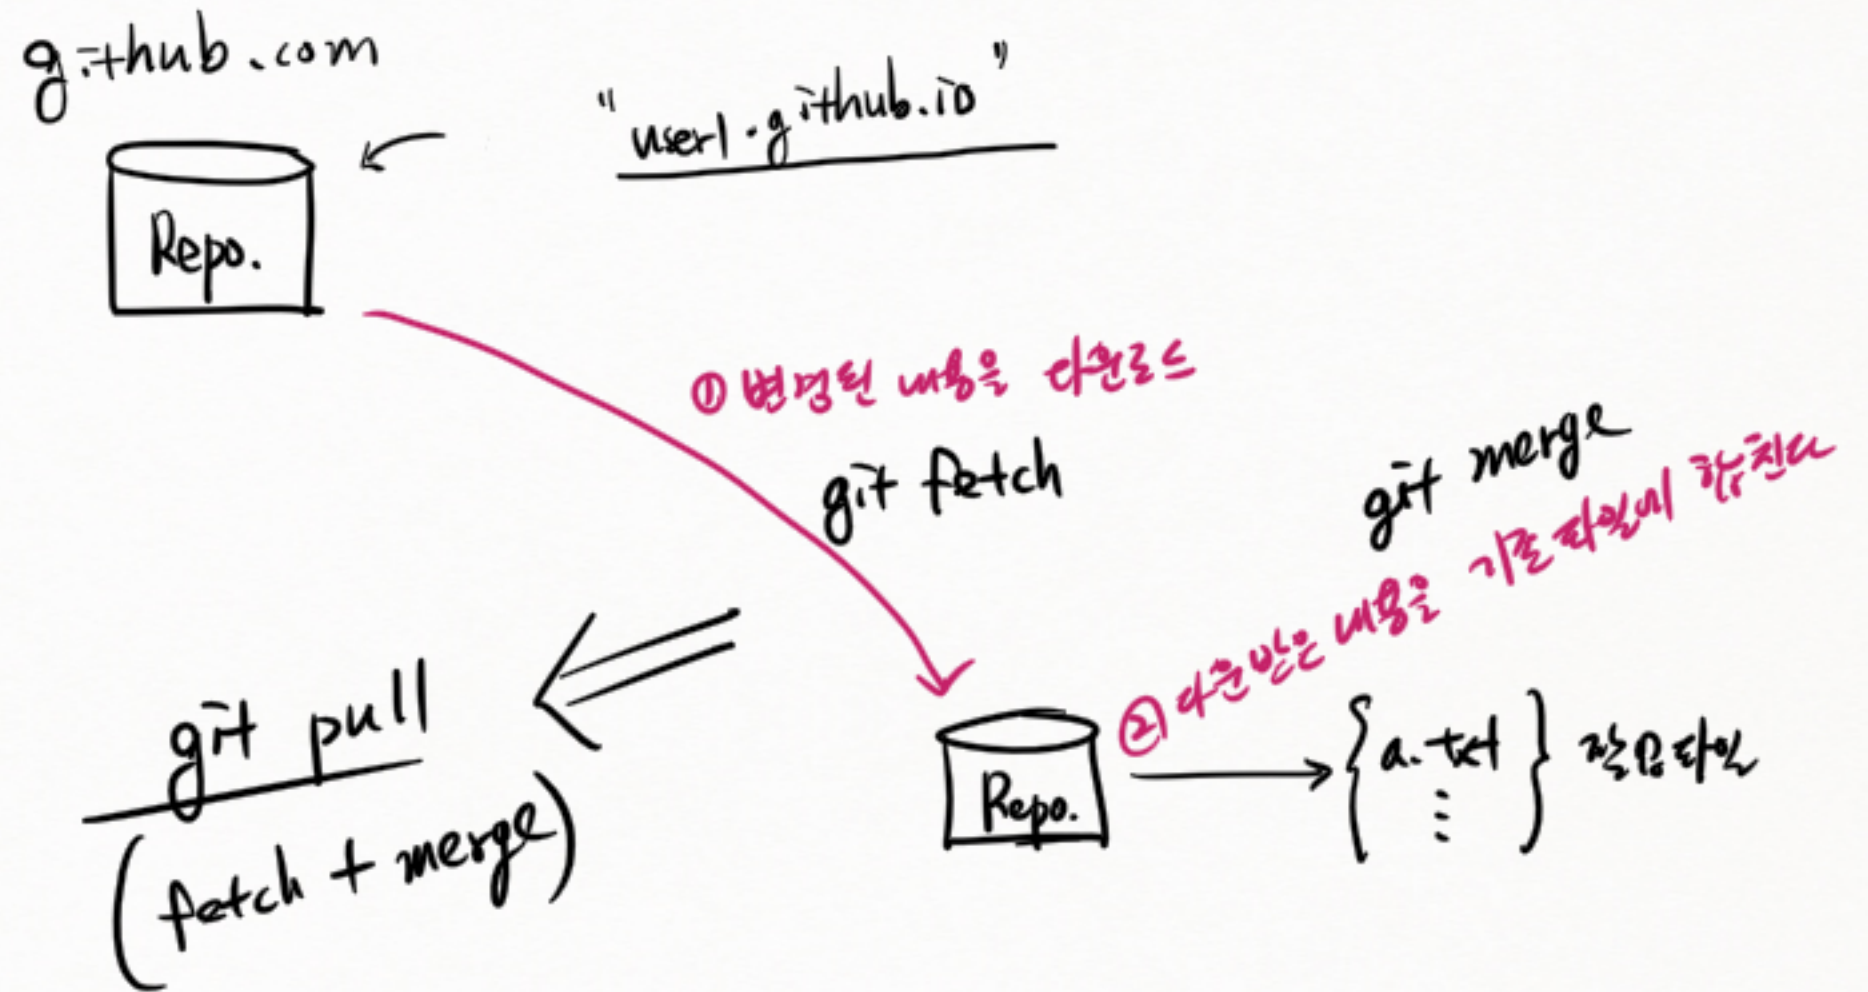 github.com
"user1.github.io"
Repo.
① 변경된 내용을 다운로드
git fetch
git merge
② 다운받은 내용을 기존 파일에 합친다
git pull
(fetch + merge)
Repo.
{ a.txt } 작업파일
⋮